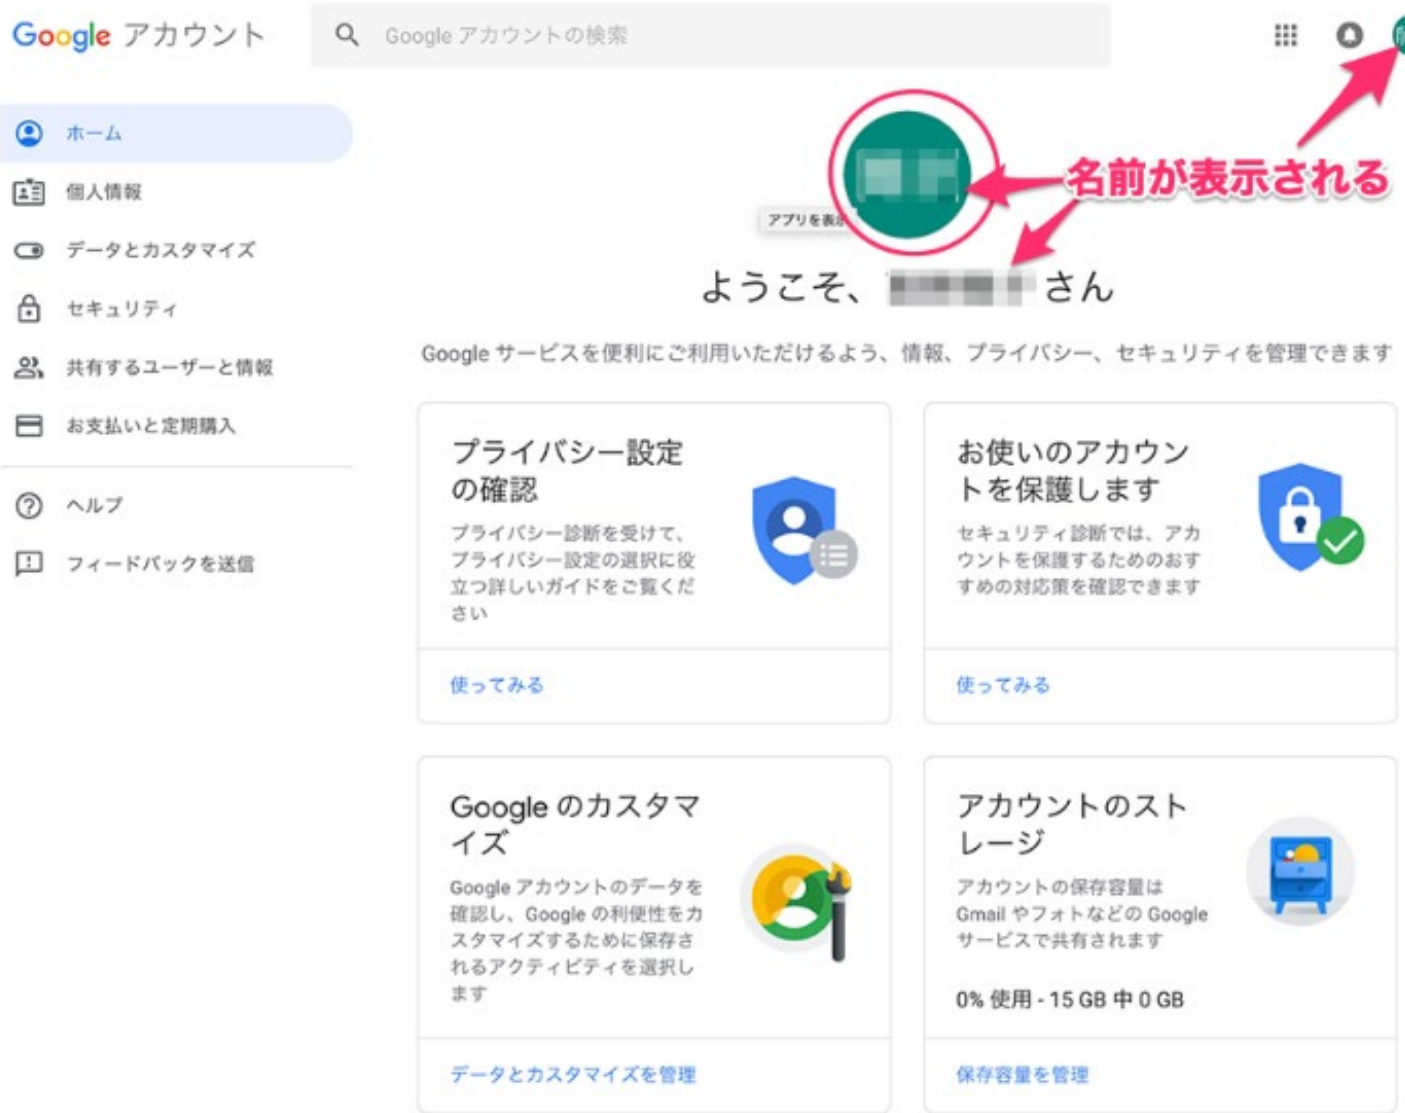 Google アカウント
Google アカウントの検索
ホーム
個人情報
データとカスタマイズ
セキュリティ
共有するユーザーと情報
お支払いと定期購入
ヘルプ
フィードバックを送信
名前が表示される
アプリを表示
ようこそ、 さん
Google サービスを便利にご利用いただけるよう、情報、プライバシー、セキュリティを管理できます
プライバシー設定
の確認
プライバシー診断を受けて、
プライバシー設定の選択に役
立つ詳しいガイドをご覧くだ
さい
使ってみる
お使いのアカウン
トを保護します
セキュリティ診断では、アカ
ウントを保護するためのおす
すめの対応策を確認できます
使ってみる
Google のカスタマ
イズ
Google アカウントのデータを
確認し、Google の利便性をカ
スタマイズするために保存さ
れるアクティビティを選択し
ます
データとカスタマイズを管理
アカウントのスト
レージ
アカウントの保存容量は
Gmail やフォトなどの Google
サービスで共有されます
0% 使用 - 15 GB 中 0 GB
保存容量を管理